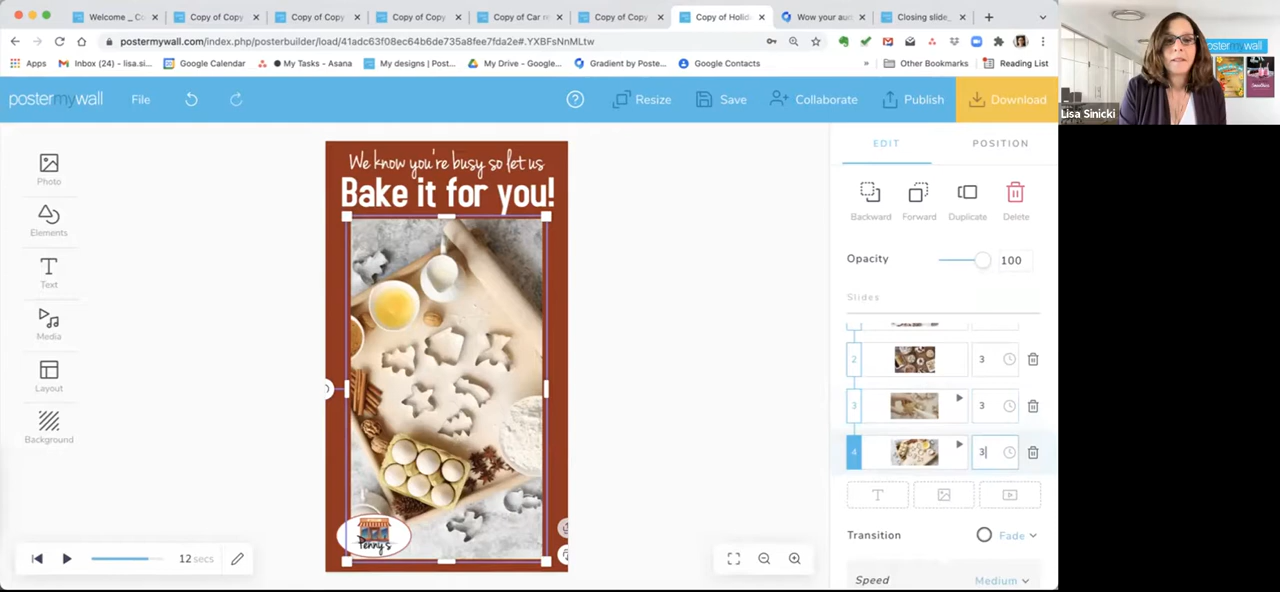 Welcome _ C
Copy of Copy
Copy of Copy
Copy of Copy
Copy of Car r
Copy of Copy
Copy of Holid
Wow your au
Closing slide_
postermywall.com/index.php/posterbuilder/load/41adc63f08ec64b6de735a8fee7fda2e#.YXBFsNnMLtw
Apps
Inbox (24) - lisa.si...
Google Calendar
My Tasks - Asana
My designs | Post...
My Drive - Google...
Gradient by Poste...
Google Contacts
»
Other Bookmarks
Reading List
postermywall
File
Resize
Save
Collaborate
Publish
Download
postermywall
Lisa Sinicki
Photo
Elements
Text
Media
Layout
Background
We know you're busy so let us
Bake it for you!
Penny's
EDIT
POSITION
Backward
Forward
Duplicate
Delete
Opacity
100
Slides
2
3
3
3
4
3
Transition
Fade
Speed
Medium
12 secs